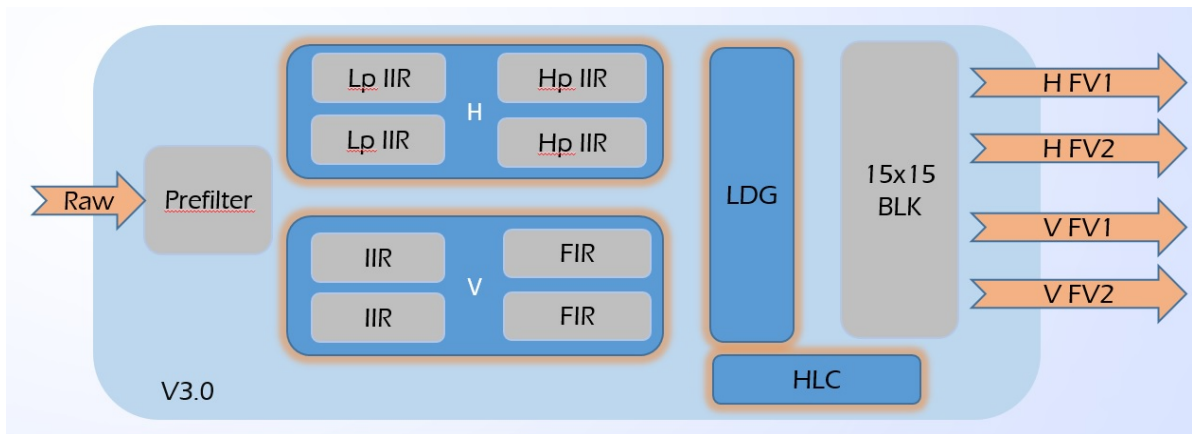 Raw
Prefilter
Lp IIR
Hp IIR
H
Lp IIR
Hp IIR
IIR
FIR
V
IIR
FIR
LDG
15x15
BLK
HLC
H FV1
H FV2
V FV1
V FV2
V3.0